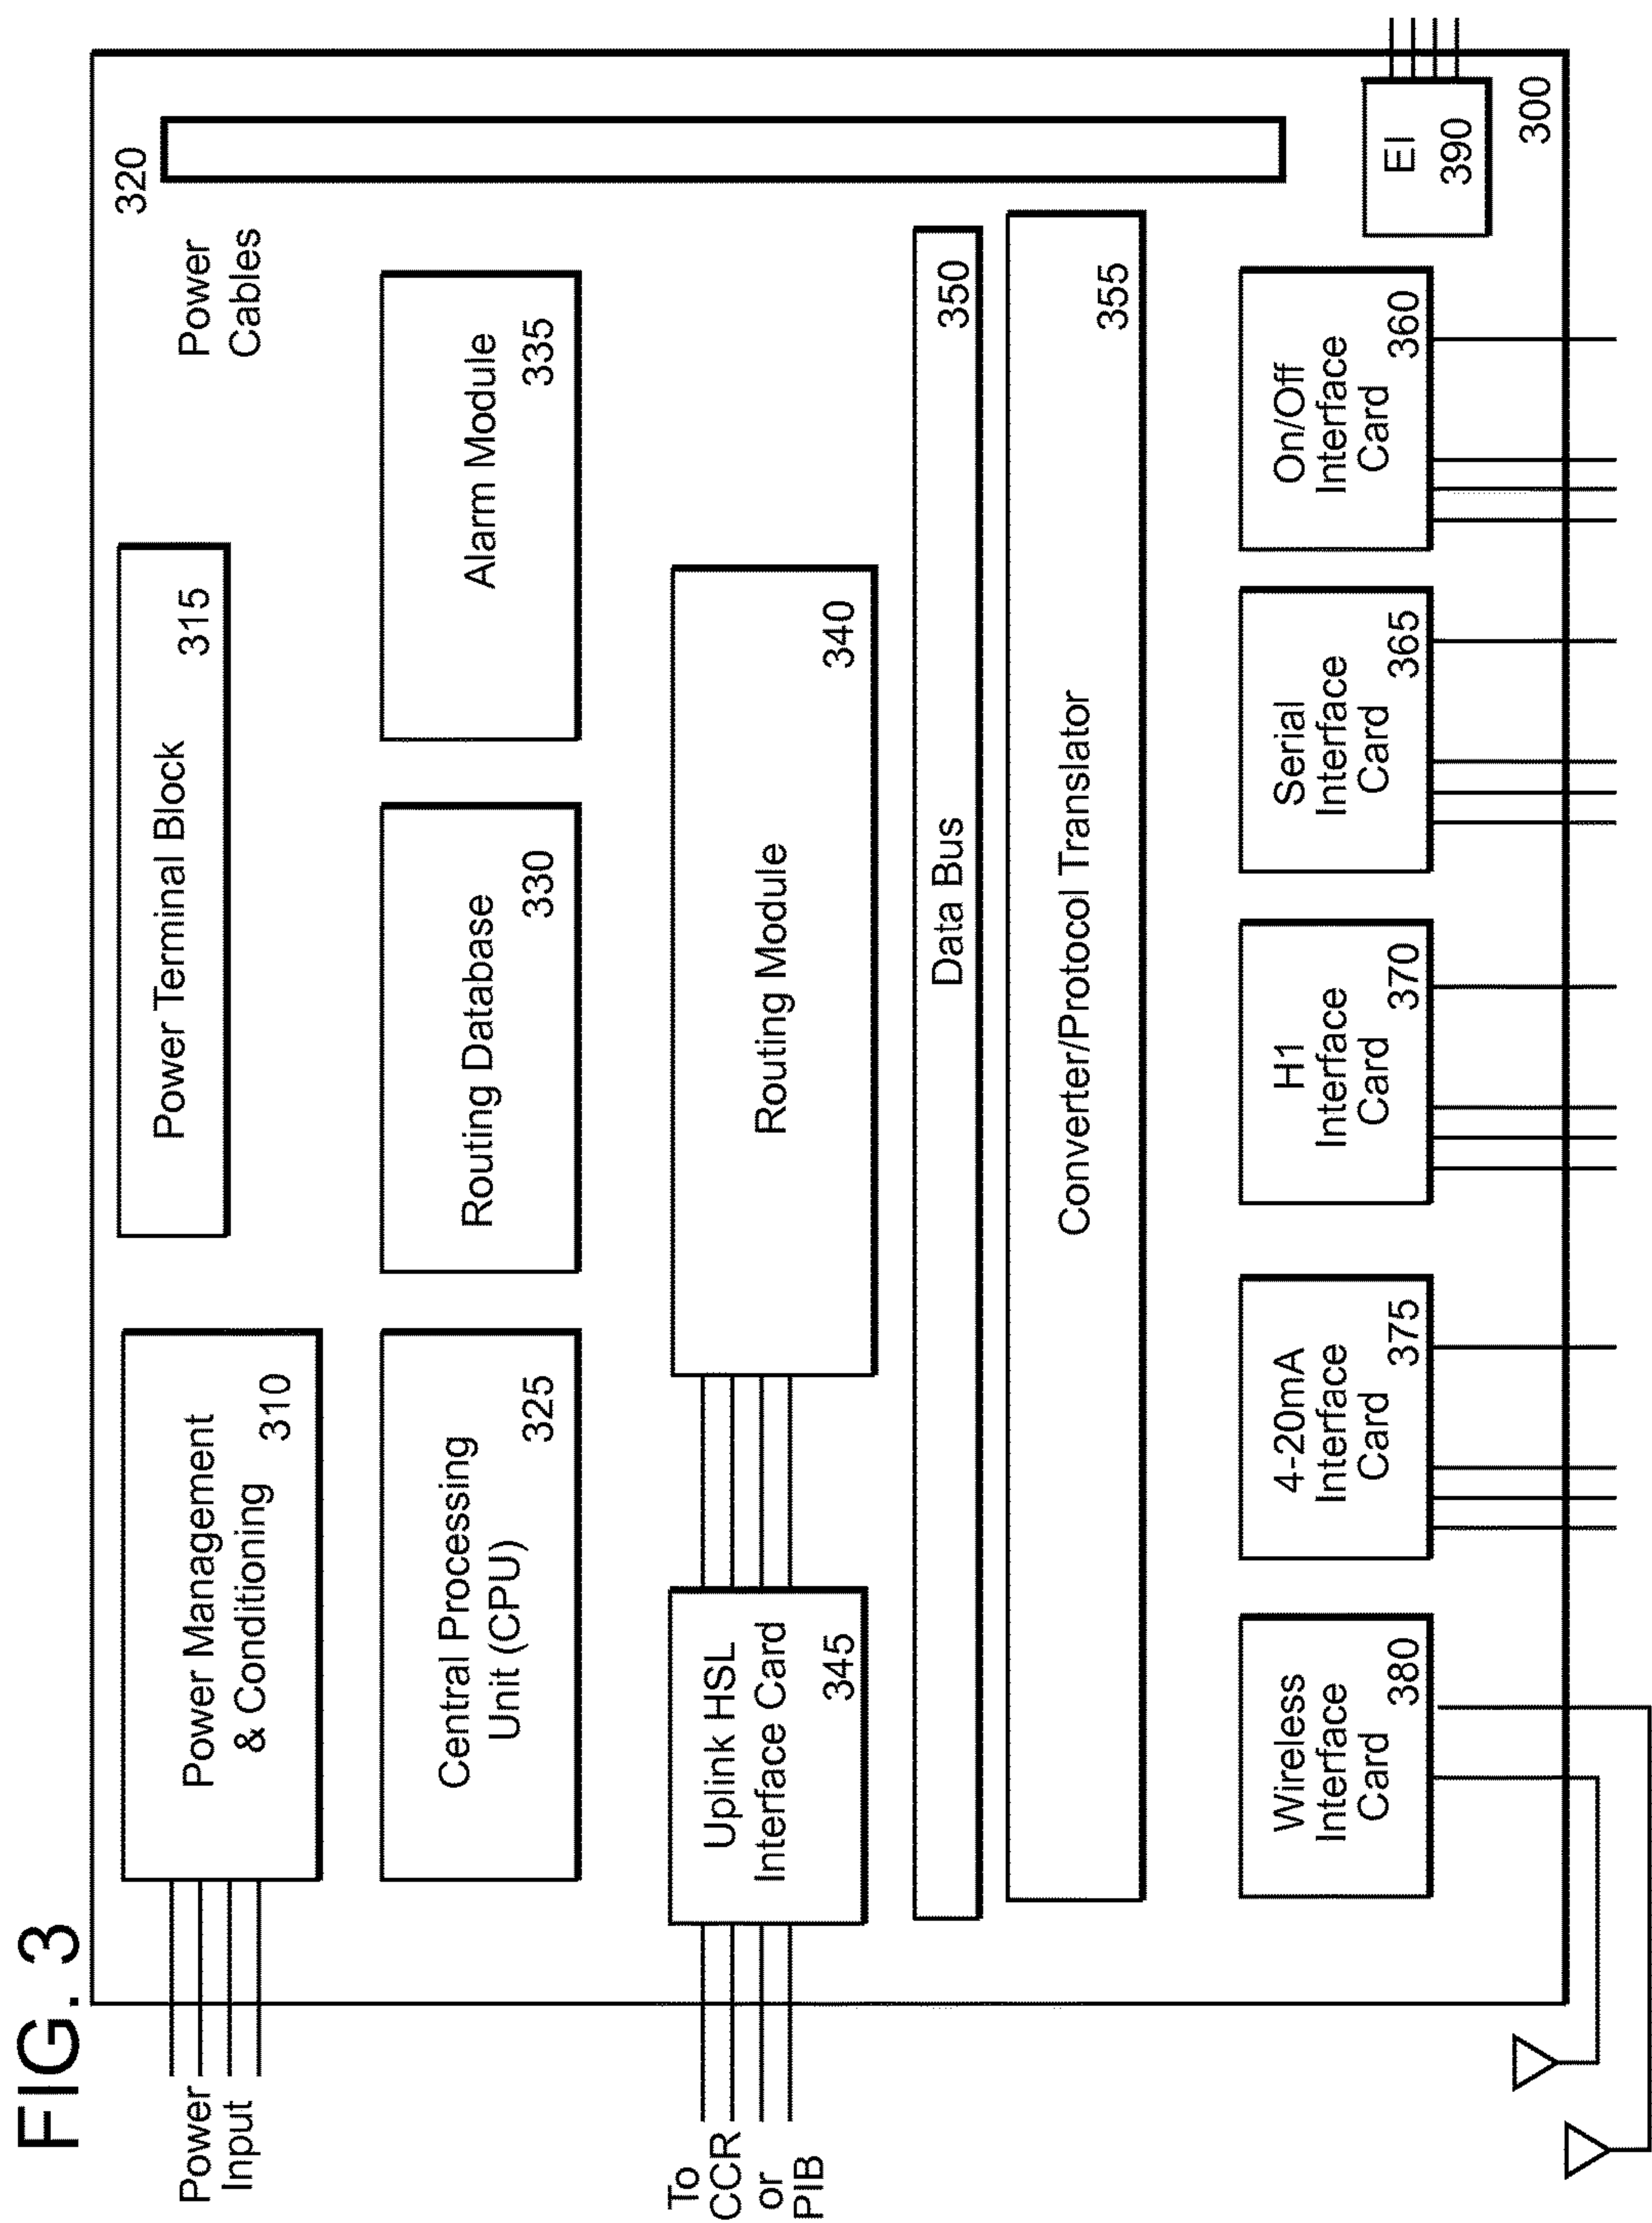 FIG. 3
Power
Input
Power Management
& Conditioning
310
Power Terminal Block
315
Power
Cables
320
Central Processing
Unit (CPU)
325
Routing Database
330
Alarm Module
335
To
CCR
or
PIB
Uplink HSL
Interface Card
345
Routing Module
340
Data Bus
350
Converter/Protocol Translator
355
Wireless
Interface
Card
380
4-20mA
Interface
Card
375
H1
Interface
Card
370
Serial
Interface
Card
365
On/Off
Interface
Card
360
EI
390
300